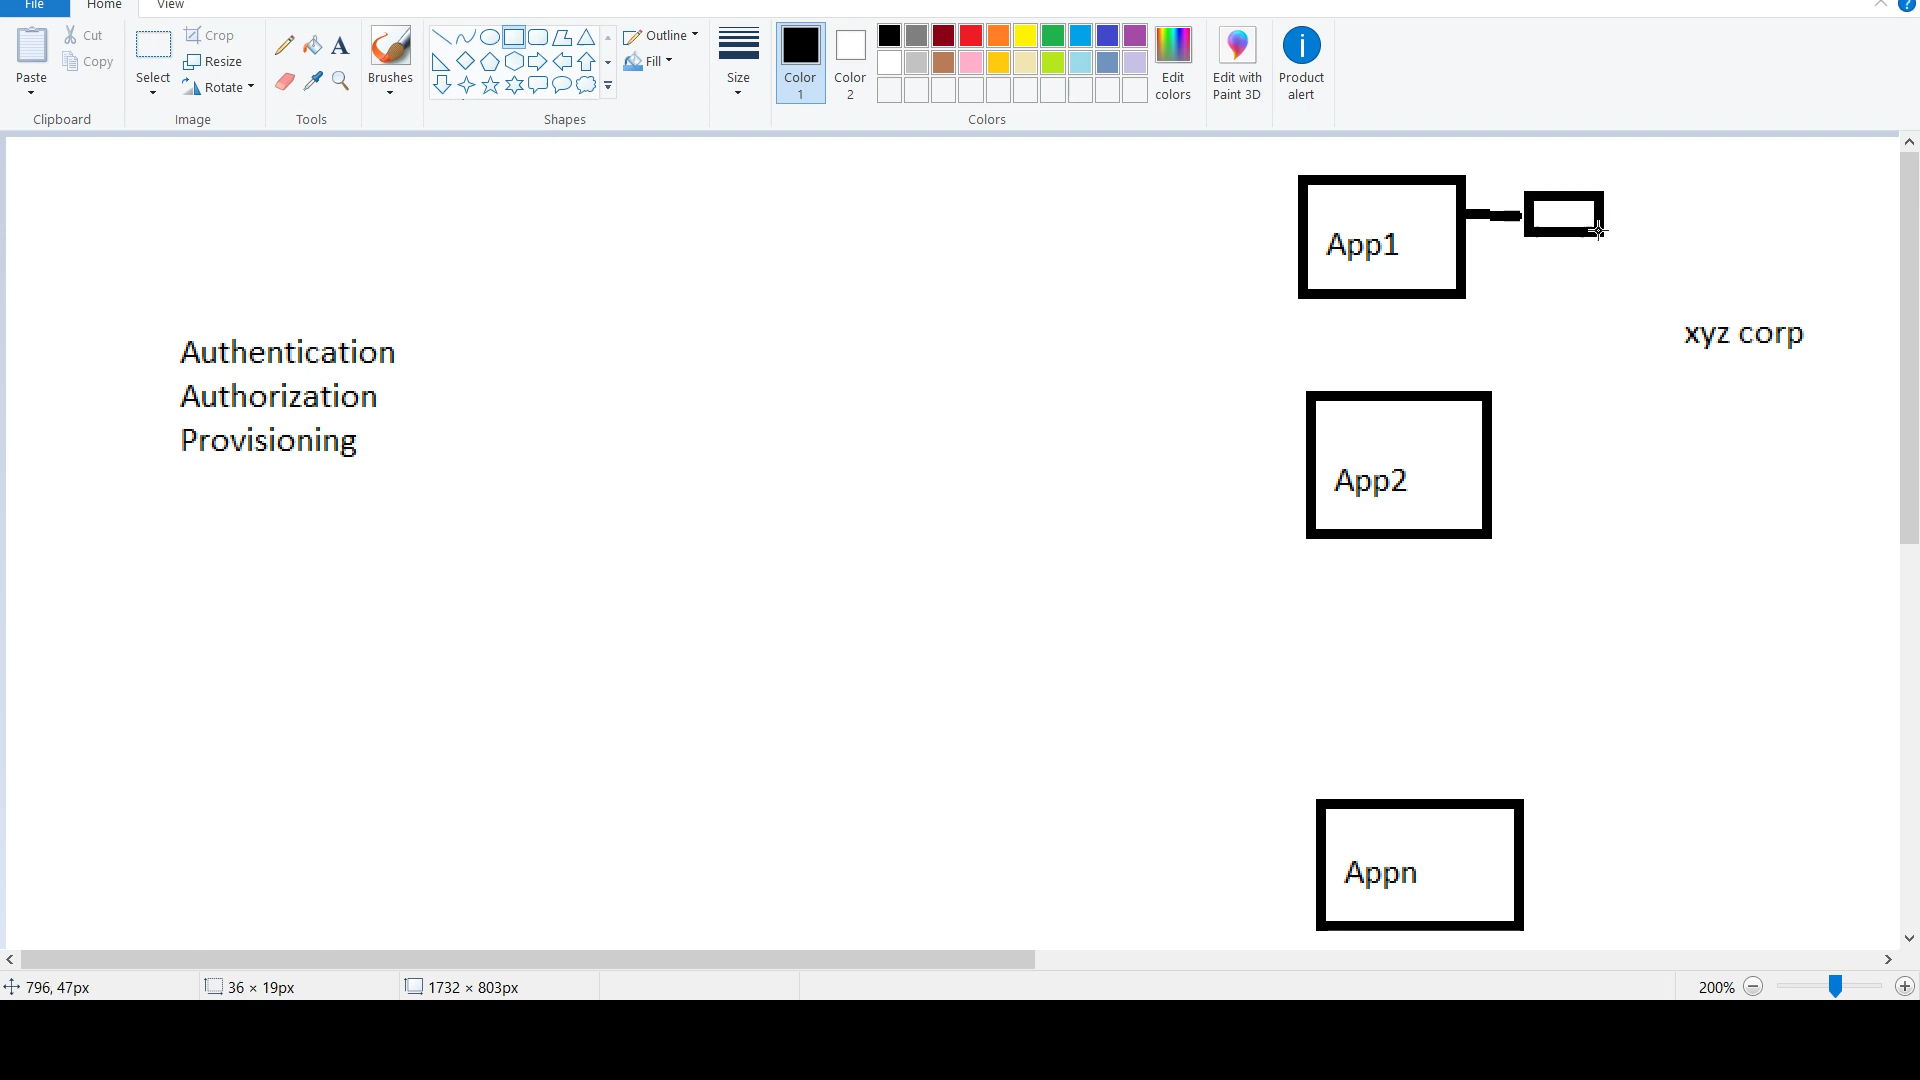 File
Home
View
Paste
Cut
Copy
Clipboard
Select
Crop
Resize
Rotate
Image
Tools
Brushes
Shapes
Outline
Fill
Size
Color
1
Color
2
Edit
colors
Colors
Edit with
Paint 3D
Product
alert
App1
xyz corp
Authentication
Authorization
Provisioning
App2
Appn
796, 47px
36 × 19px
1732 × 803px
200%